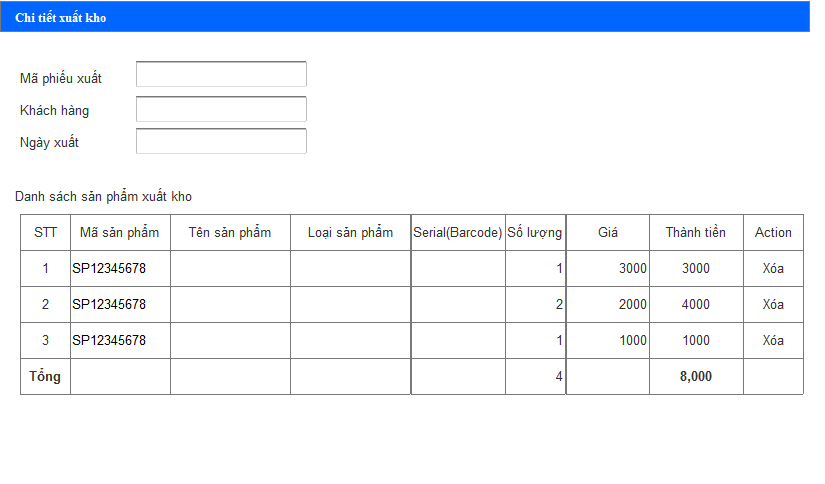 Chi tiết xuất kho
Mã phiếu xuất
Khách hàng
Ngày xuất
Danh sách sản phẩm xuất kho
STT Mã sản phẩm Tên sản phẩm Loại sản phẩm Serial(Barcode) Số lượng Giá Thành tiền Action
1 SP12345678 1 3000 3000 Xóa
2 SP12345678 2 2000 4000 Xóa
3 SP12345678 1 1000 1000 Xóa
Tổng 4 8,000